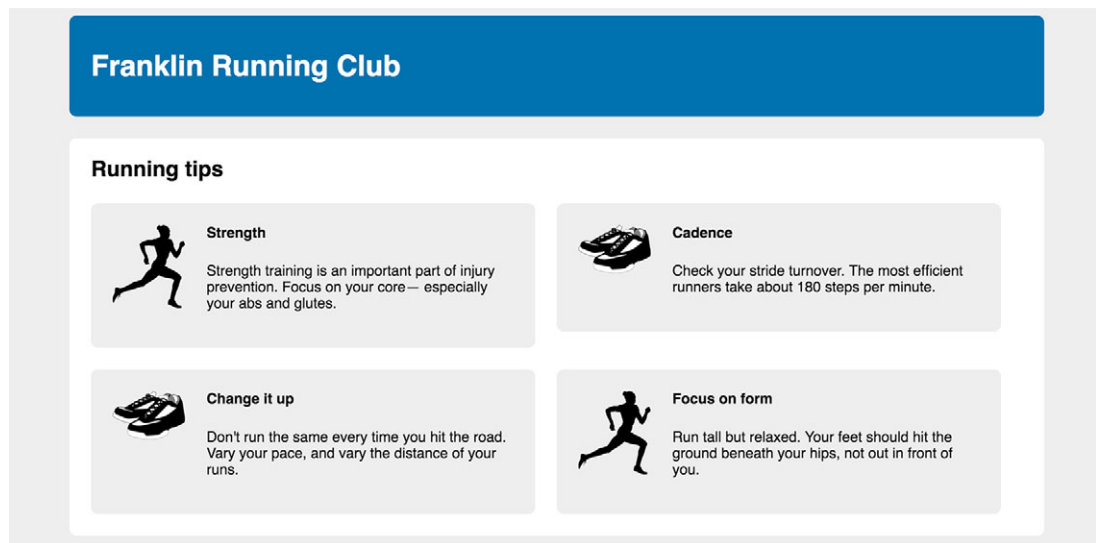 Franklin Running Club
Running tips
Strength
Strength training is an important part of injury
prevention. Focus on your core— especially
your abs and glutes.
Cadence
Check your stride turnover. The most efficient
runners take about 180 steps per minute.
Change it up
Don't run the same every time you hit the road.
Vary your pace, and vary the distance of your
runs.
Focus on form
Run tall but relaxed. Your feet should hit the
ground beneath your hips, not out in front of
you.